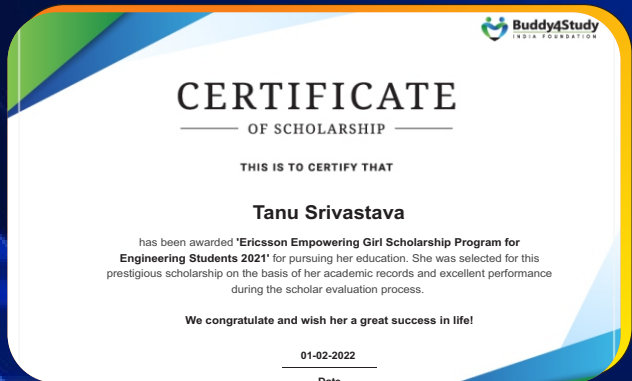 Buddy4Study
INDIA FOUNDATION
CERTIFICATE
OF SCHOLARSHIP
THIS IS TO CERTIFY THAT
Tanu Srivastava
has been awarded 'Ericsson Empowering Girl Scholarship Program for
Engineering Students 2021' for pursuing her education. She was selected for this
prestigious scholarship on the basis of her academic records and excellent performance
during the scholar evaluation process.
We congratulate and wish her a great success in life!
01-02-2022
Date